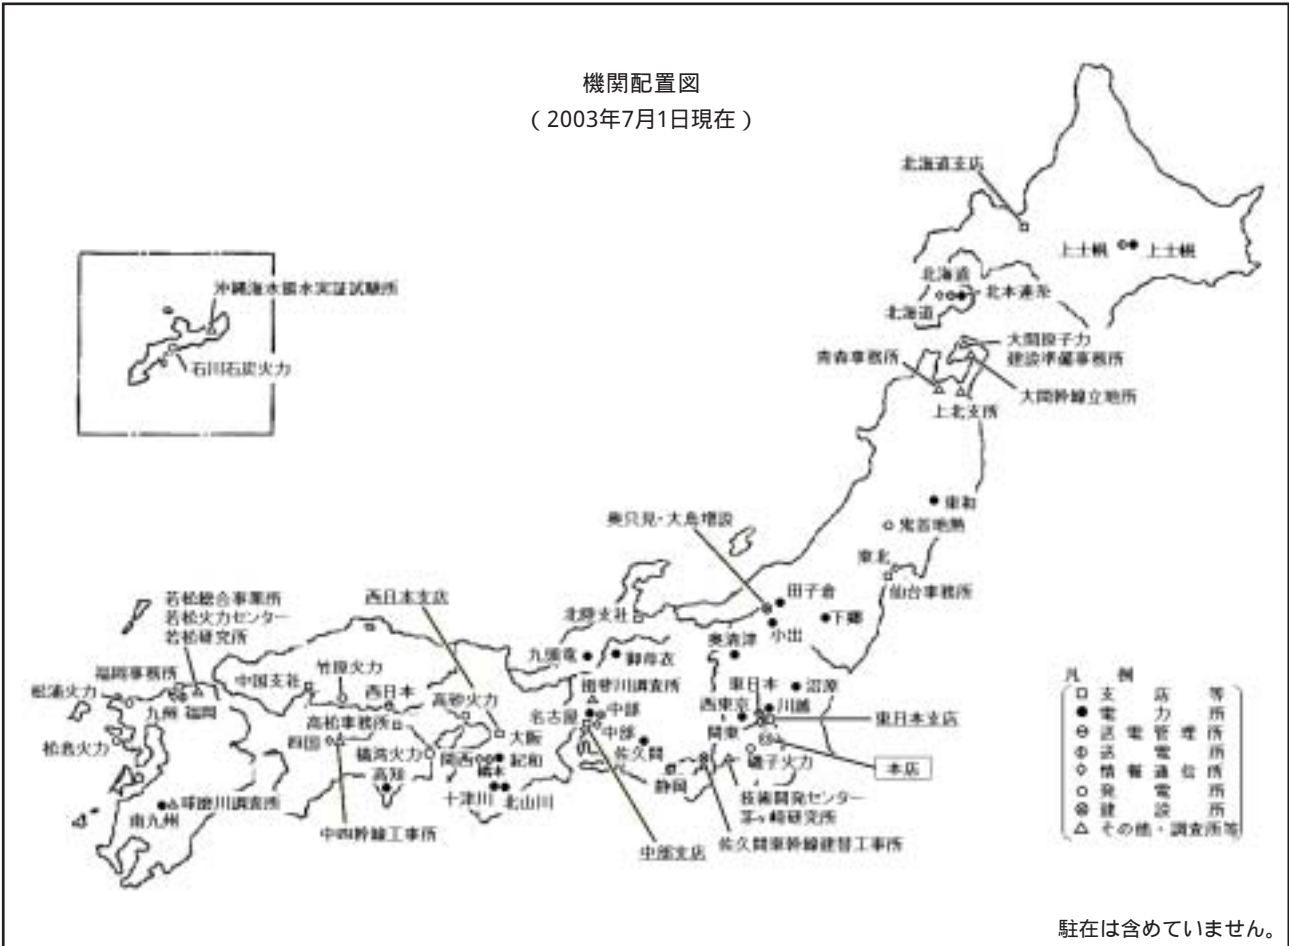 機関配置図
（2003年7月1日現在）
北海道支店
上士幌
上士幌
北海道
北本連系
北海道
沖縄海水揚水実証試験所
石川石炭火力
大間原子力
建設準備事務所
青森事務所
大間幹線立地所
上北支所
東和
鬼首地熱
奥只見・大鳥増設
東北
仙台事務所
田子倉
下郷
小出
若松総合事業所
若松火力センター
若松研究所
西日本支店
北陸支社
奥清津
九頭竜
御母衣
福岡事務所
松浦火力
九州
福岡
中国支社
竹原火力
西日本
高砂火力
揖斐川調査所
東日本
沼原
名古屋
中部
中部
西東京
川越
関東
東日本支店
高松事務所
四国
橘湾火力
大阪
佐久間
松島火力
関西
橋本
紀和
静岡
磯子火力
本店
高知
十津川
北山川
球磨川調査所
南九州
技術開発センター
茅ヶ崎研究所
中四幹線工事所
中部支店
佐久間東幹線建替工事所
凡例
□ 支店等
● 電力所
⊖ 送電管理所
送電所
◇ 情報通信所
○ 発電所
⊗ 建設所
△ その他・調査所等
駐在は含めていません。